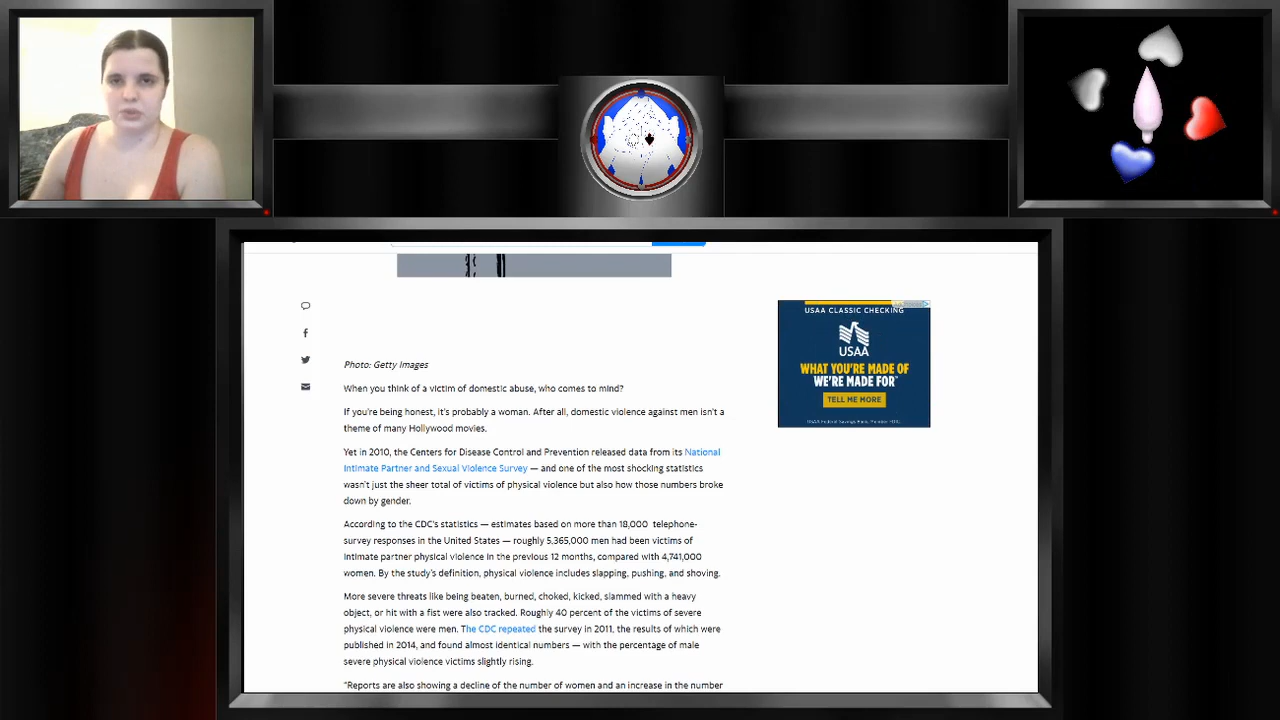 Photo: Getty Images
When you think of a victim of domestic abuse, who comes to mind?
If you're being honest, it's probably a woman. After all, domestic violence against men isn't a
theme of many Hollywood movies.
Yet in 2010, the Centers for Disease Control and Prevention released data from its National
Intimate Partner and Sexual Violence Survey — and one of the most shocking statistics
wasn't just the sheer total of victims of physical violence but also how those numbers broke
down by gender.
According to the CDC's statistics — estimates based on more than 18,000 telephone-
survey responses in the United States — roughly 5,365,000 men had been victims of
intimate partner physical violence in the previous 12 months, compared with 4,741,000
women. By the study's definition, physical violence includes slapping, pushing, and shoving.
More severe threats like being beaten, burned, choked, kicked, slammed with a heavy
object, or hit with a fist were also tracked. Roughly 40 percent of the victims of severe
physical violence were men. The CDC repeated the survey in 2011, the results of which were
published in 2014, and found almost identical numbers — with the percentage of male
severe physical violence victims slightly rising.
"Reports are also showing a decline of the number of women and an increase in the number
USAA CLASSIC CHECKING
USAA
WHAT YOU'RE MADE OF
WE'RE MADE FOR
TELL ME MORE